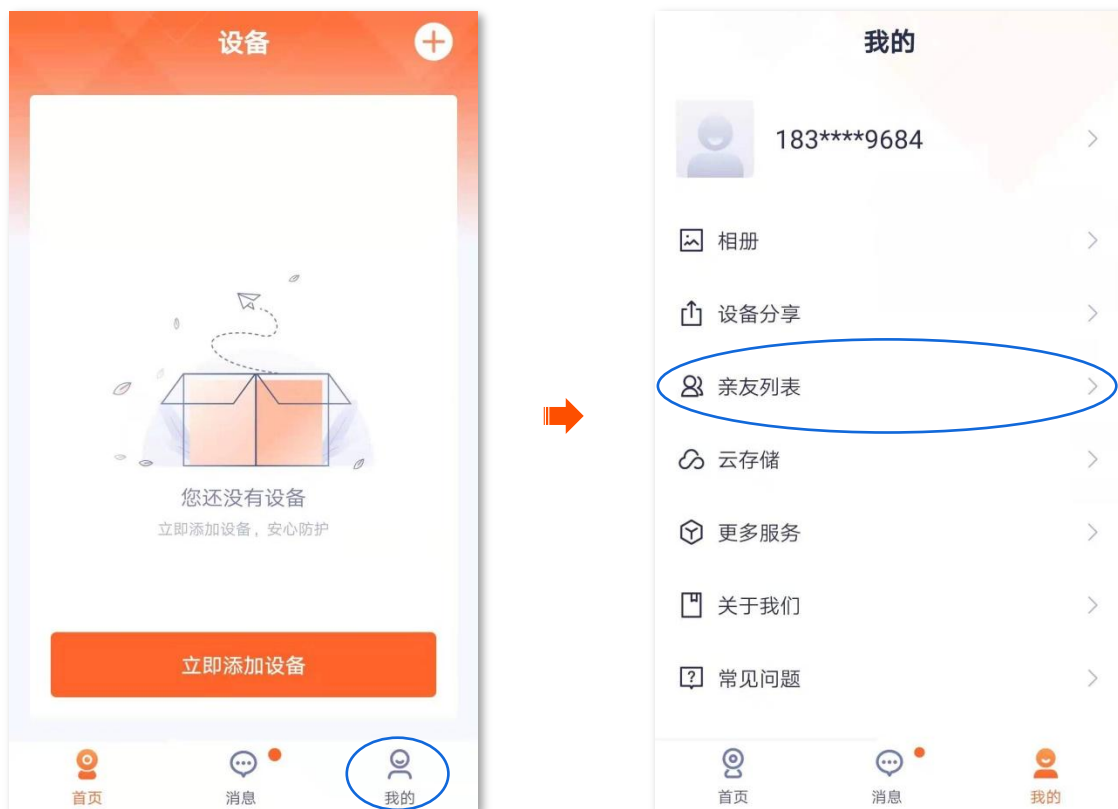 设备
您还没有设备
立即添加设备，安心防护
立即添加设备
首页
消息
我的
我的
183****9684
相册
设备分享
亲友列表
云存储
更多服务
关于我们
常见问题
首页
消息
我的